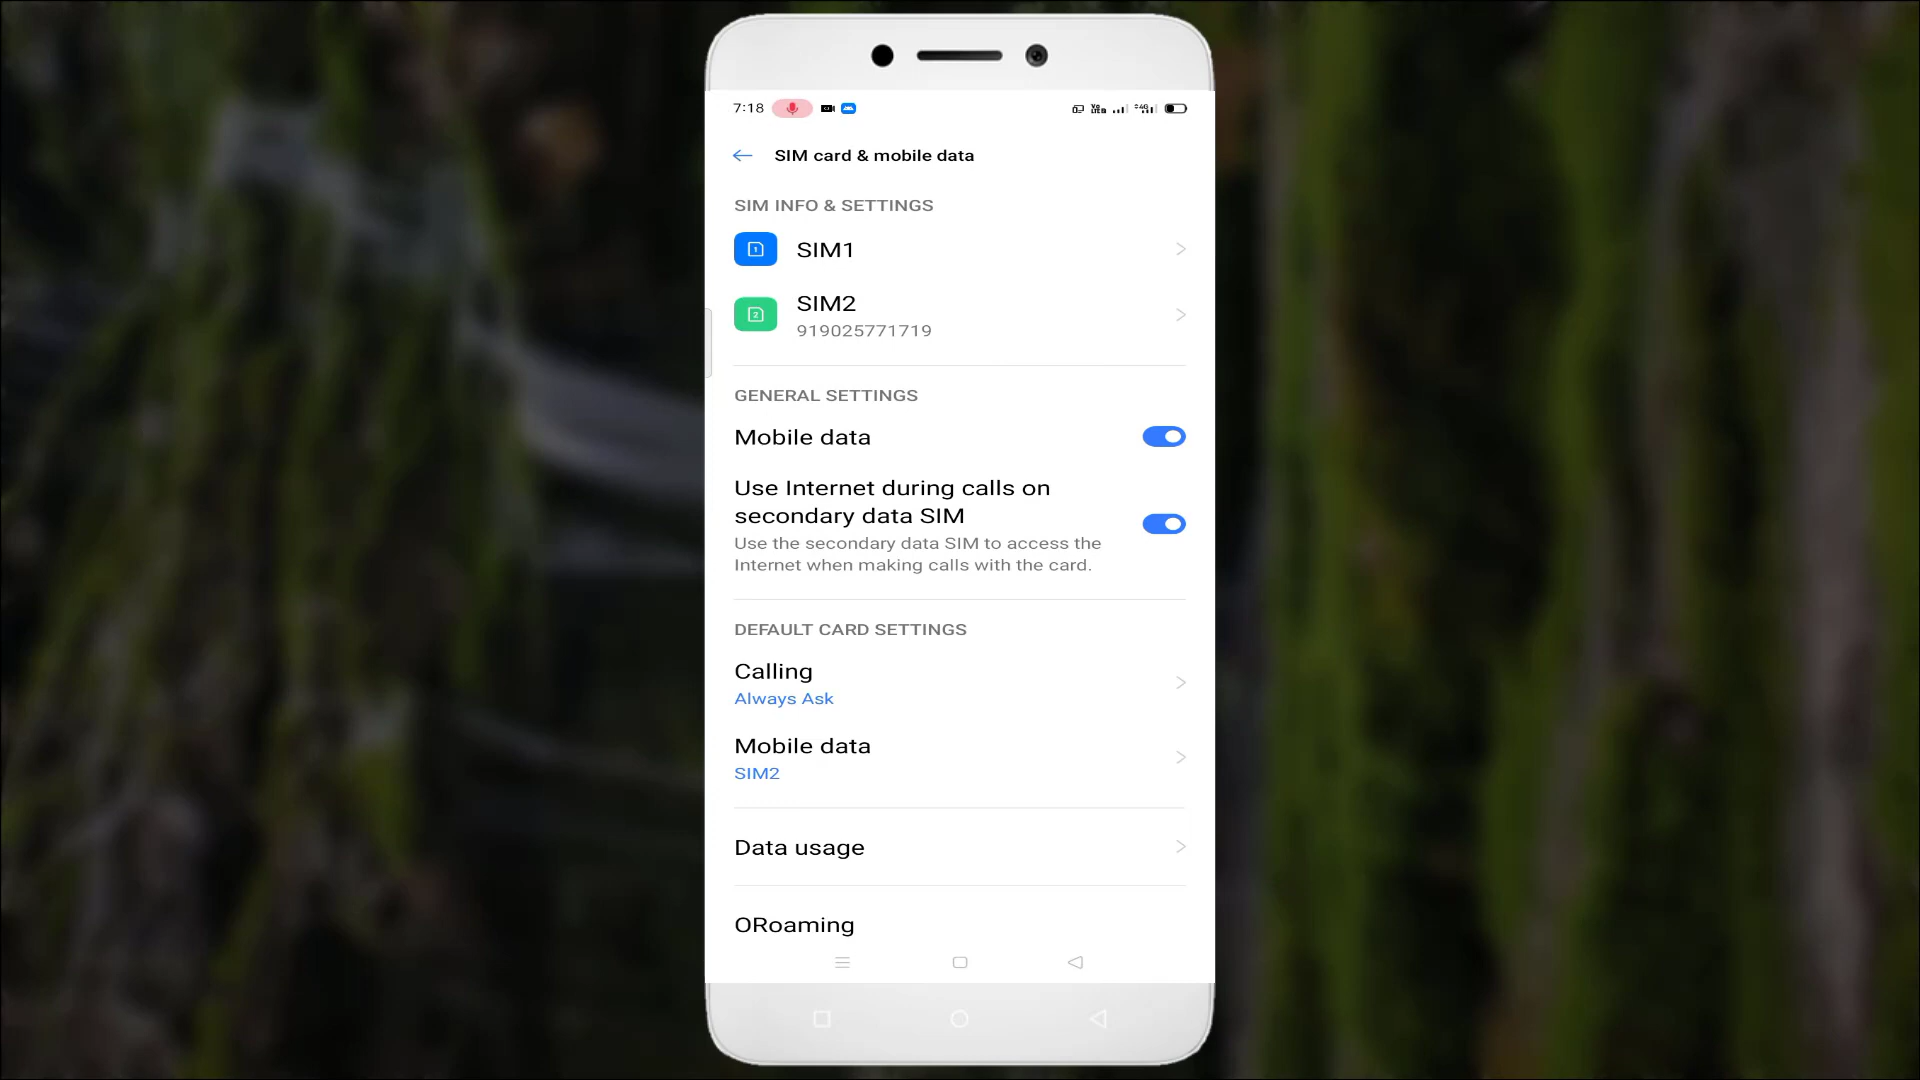 7:18
SIM card & mobile data
SIM INFO & SETTINGS
SIM1
SIM2
919025771719
GENERAL SETTINGS
Mobile data
Use Internet during calls on
secondary data SIM
Use the secondary data SIM to access the
Internet when making calls with the card.
DEFAULT CARD SETTINGS
Calling
Always Ask
Mobile data
SIM2
Data usage
ORoaming